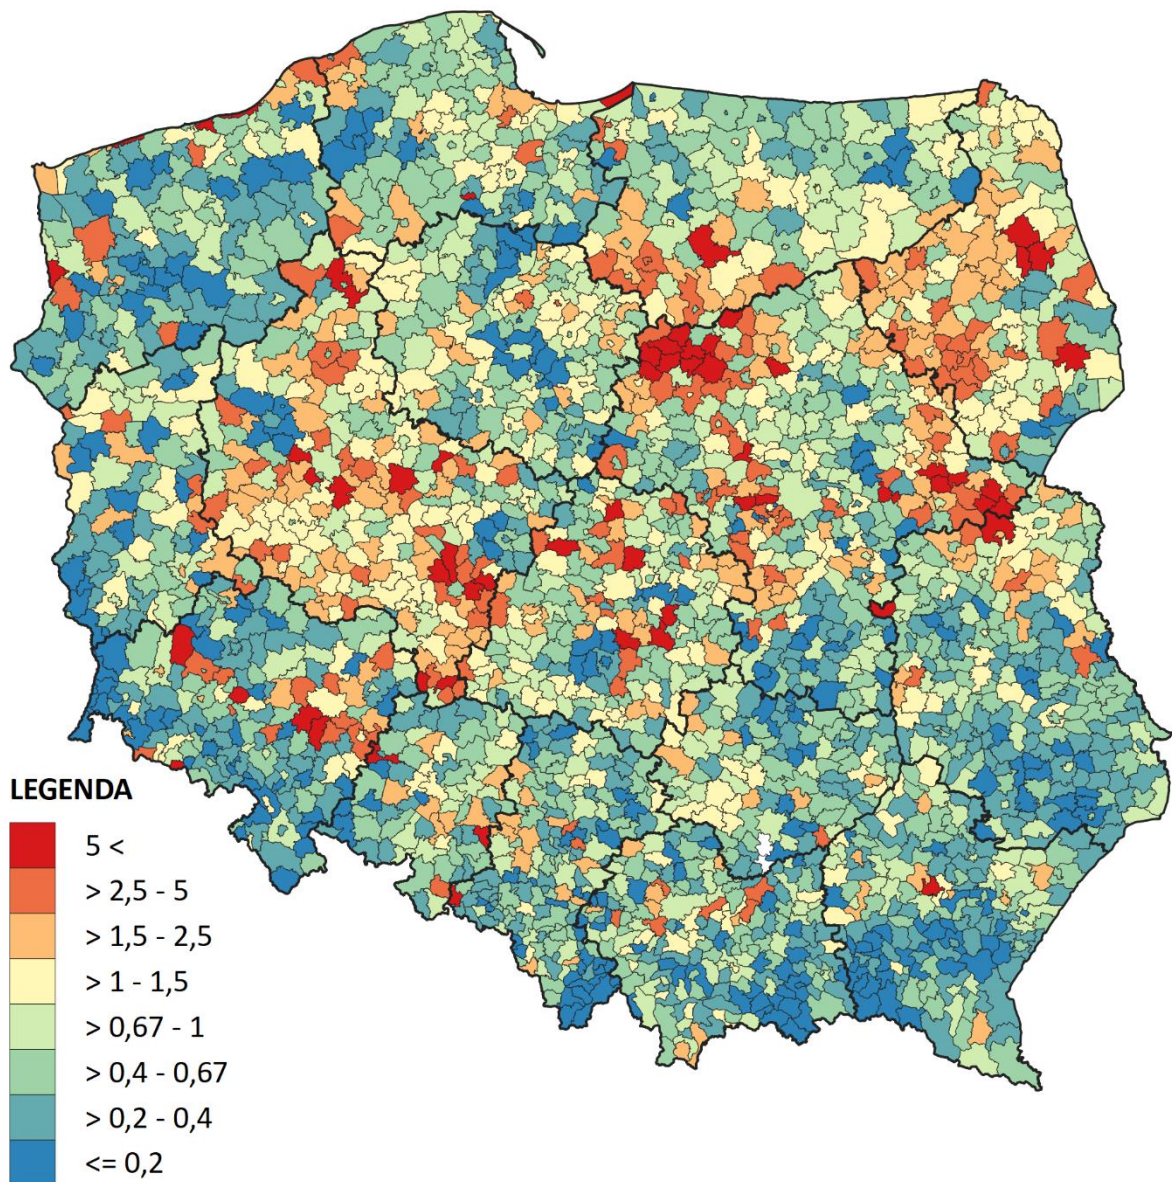 LEGENDA
5 <
> 2,5 - 5
> 1,5 - 2,5
> 1 - 1,5
> 0,67 - 1
> 0,4 - 0,67
> 0,2 - 0,4
<= 0,2